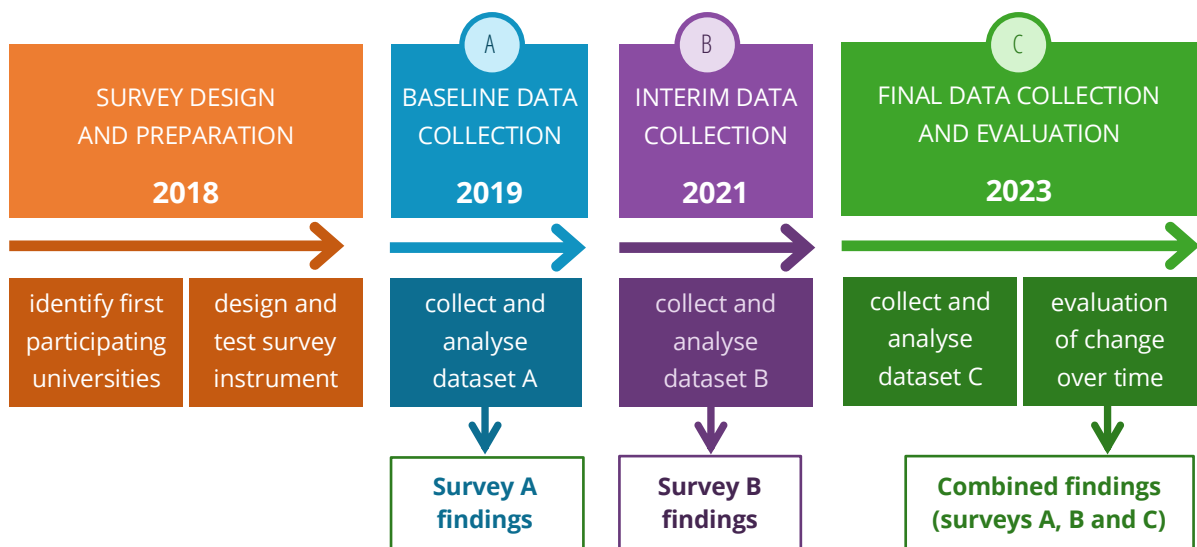 A
B
C
SURVEY DESIGN
AND PREPARATION
2018
BASELINE DATA
COLLECTION
2019
INTERIM DATA
COLLECTION
2021
FINAL DATA COLLECTION
AND EVALUATION
2023
identify first
participating
universities
design and
test survey
instrument
collect and
analyse
dataset A
collect and
analyse
dataset B
collect and
analyse
dataset C
evaluation
of change
over time
Survey A
findings
Survey B
findings
Combined findings
(surveys A, B and C)